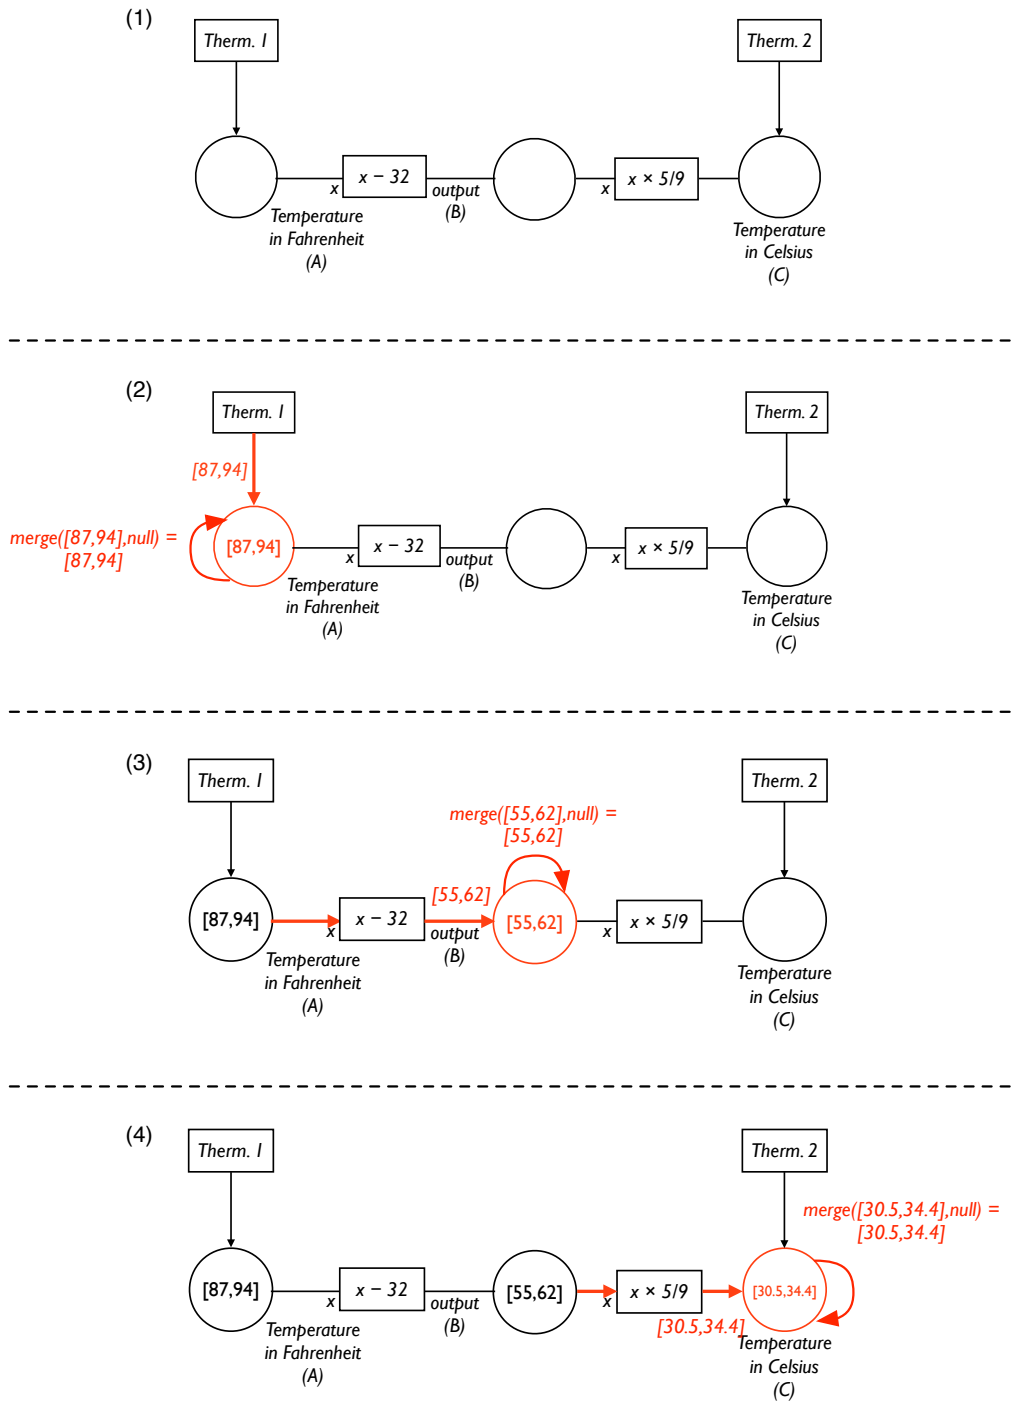 (1)
Therm. 1
Therm. 2
x
x – 32
output
(B)
x
x × 5/9
Temperature
in Fahrenheit
(A)
Temperature
in Celsius
(C)
(2)
Therm. 1
Therm. 2
[87,94]
merge([87,94],null) =
[87,94]
[87,94]
x
x – 32
output
(B)
x
x × 5/9
Temperature
in Fahrenheit
(A)
Temperature
in Celsius
(C)
(3)
Therm. 1
Therm. 2
merge([55,62],null) =
[55,62]
[87,94]
x
x – 32
[55,62]
output
(B)
[55,62]
x
x × 5/9
Temperature
in Fahrenheit
(A)
Temperature
in Celsius
(C)
(4)
Therm. 1
Therm. 2
merge([30.5,34.4],null) =
[30.5,34.4]
[87,94]
x
x – 32
output
(B)
[55,62]
x
x × 5/9
[30.5,34.4]
[30.5,34.4]
Temperature
in Fahrenheit
(A)
Temperature
in Celsius
(C)